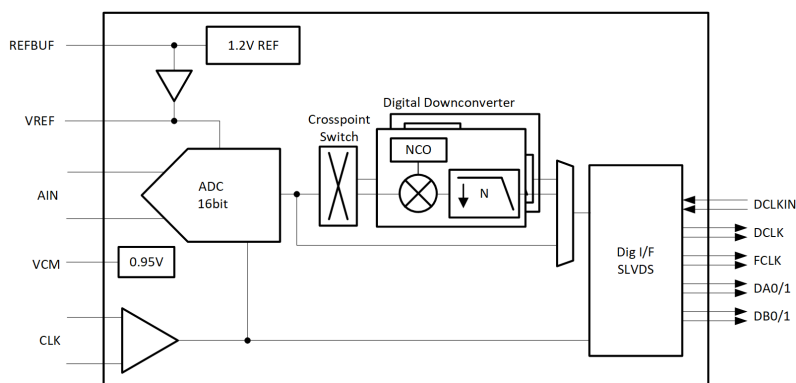 REFBUF
1.2V REF
VREF
Digital Downconverter
Crosspoint
Switch
NCO
N
ADC
16bit
AIN
VCM
0.95V
CLK
Dig I/F
SLVDS
DCLKIN
DCLK
FCLK
DA0/1
DB0/1